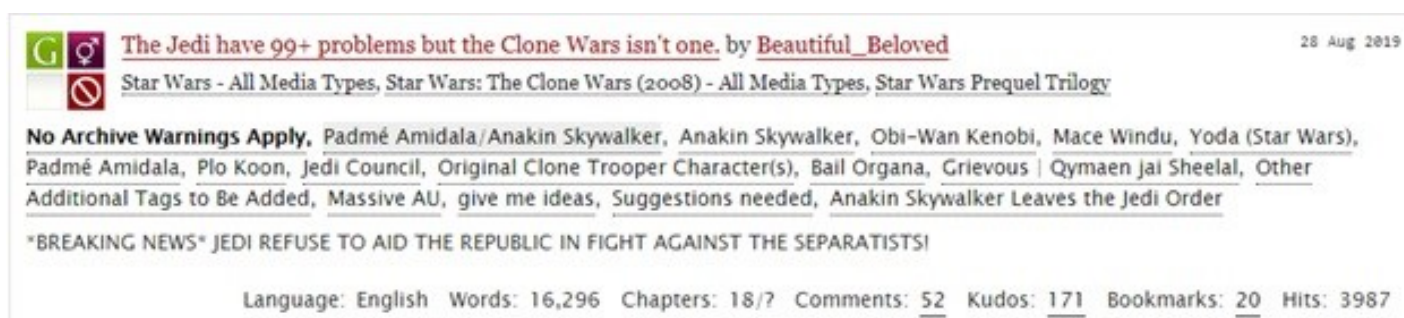 G The Jedi have 99+ problems but the Clone Wars isn't one. by Beautiful_Beloved 28 Aug 2019
Star Wars - All Media Types, Star Wars: The Clone Wars (2008) - All Media Types, Star Wars Prequel Trilogy
No Archive Warnings Apply, Padmé Amidala/Anakin Skywalker, Anakin Skywalker, Obi-Wan Kenobi, Mace Windu, Yoda (Star Wars),
Padmé Amidala, Plo Koon, Jedi Council, Original Clone Trooper Character(s), Bail Organa, Grievous | Qymaen jai Sheelal, Other
Additional Tags to Be Added, Massive AU, give me ideas, Suggestions needed, Anakin Skywalker Leaves the Jedi Order
*BREAKING NEWS* JEDI REFUSE TO AID THE REPUBLIC IN FIGHT AGAINST THE SEPARATISTS!
Language: English Words: 16,296 Chapters: 18/? Comments: 52 Kudos: 171 Bookmarks: 20 Hits: 3987